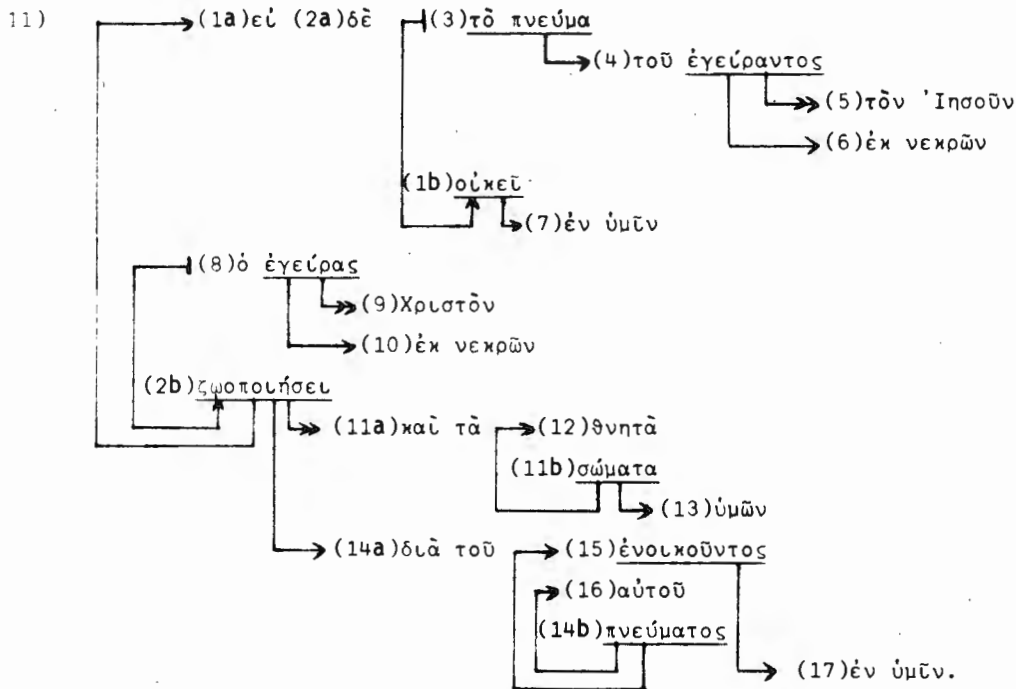 11) (1a)εἰ (2a)δὲ (3)τὸ πνεύμα
(4)τοῦ ἐγείραντος
(5)τὸν Ἰησοῦν
(6)ἐκ νεκρῶν
(1b)οἰκεῖ
(7)ἐν ὑμῖν
(8)ὁ ἐγείρας
(9)Χριστὸν
(10)ἐκ νεκρῶν
(2b)ζωοποιήσει
(11a)καὶ τὰ (12)θνητὰ
(11b)σώματα
(13)ὑμῶν
(14a)διὰ τοῦ (15)ἐνοικοῦντος
(16)αὐτοῦ
(14b)πνεύματος
(17)ἐν ὑμῖν.